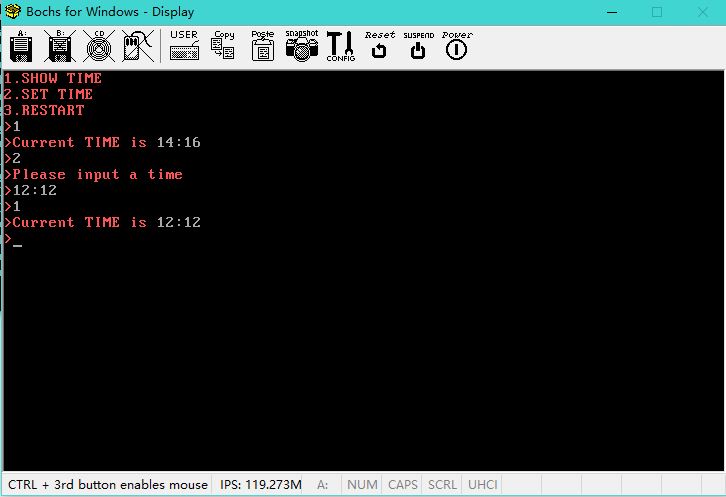 Bochs for Windows - Display
A: B: CD USER Copy Paste snapshot CONFIG Reset SUSPEND Power
1.SHOW TIME
2.SET TIME
3.RESTART
>1
>Current TIME is 14:16
>2
>Please input a time
>12:12
>1
>Current TIME is 12:12
>_
CTRL + 3rd button enables mouse IPS: 119.273M A: NUM CAPS SCRL UHCI